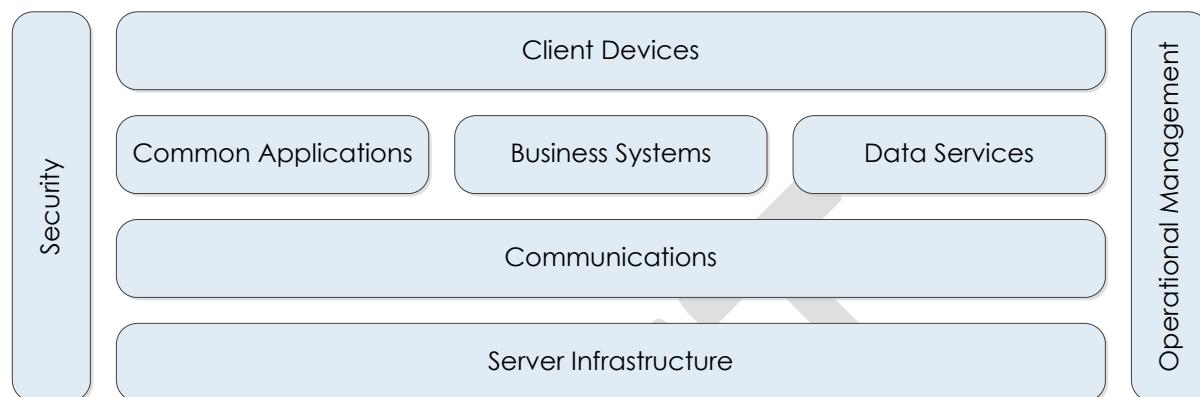 Security
Client Devices
Common Applications
Business Systems
Data Services
Communications
Server Infrastructure
Operational Management